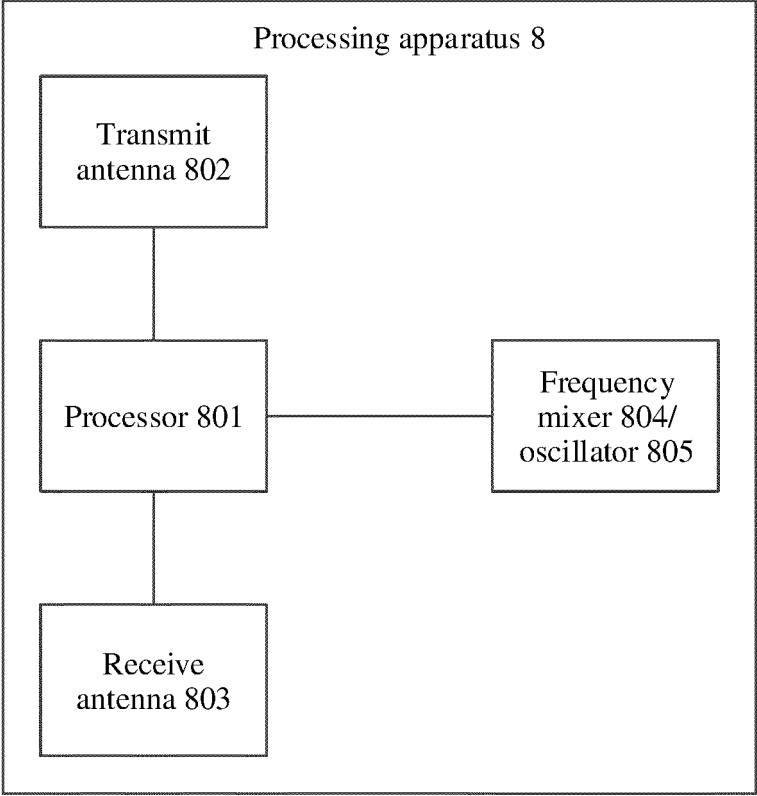 Processing apparatus 8
Transmit
antenna 802
Processor 801
Frequency
mixer 804/
oscillator 805
Receive
antenna 803